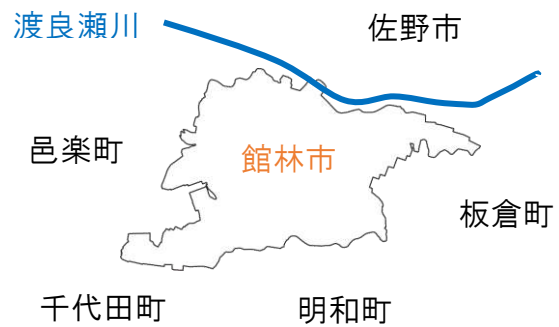 渡良瀬川
佐野市
邑楽町
館林市
板倉町
千代田町
明和町